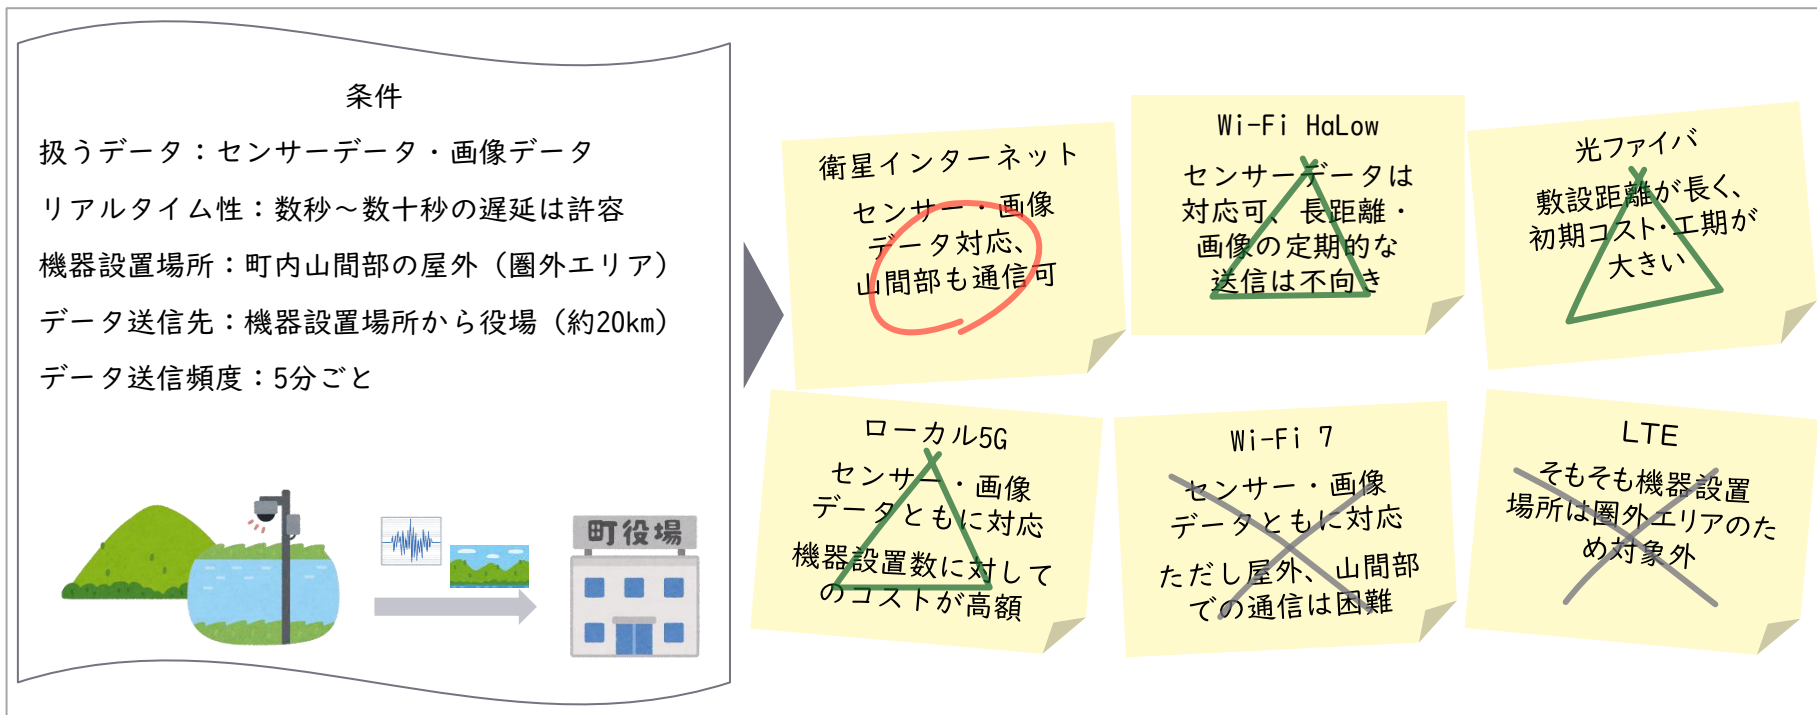 条件
扱うデータ：センサーデータ・画像データ
リアルタイム性：数秒～数十秒の遅延は許容
機器設置場所：町内山間部の屋外（圏外エリア）
データ送信先：機器設置場所から役場（約20km）
データ送信頻度：5分ごと
町役場
衛星インターネット
センサー・画像
データ対応、
山間部も通信可
Wi-Fi HaLow
センサーデータは
対応可、長距離・
画像の定期的な
送信は不向き
光ファイバ
敷設距離が長く、
初期コスト・工期が
大きい
ローカル5G
センサー・画像
データともに対応
機器設置数に対して
のコストが高額
Wi-Fi 7
センサー・画像
データともに対応
ただし屋外、山間部
での通信は困難
LTE
そもそも機器設置
場所は圏外エリアのた
め対象外